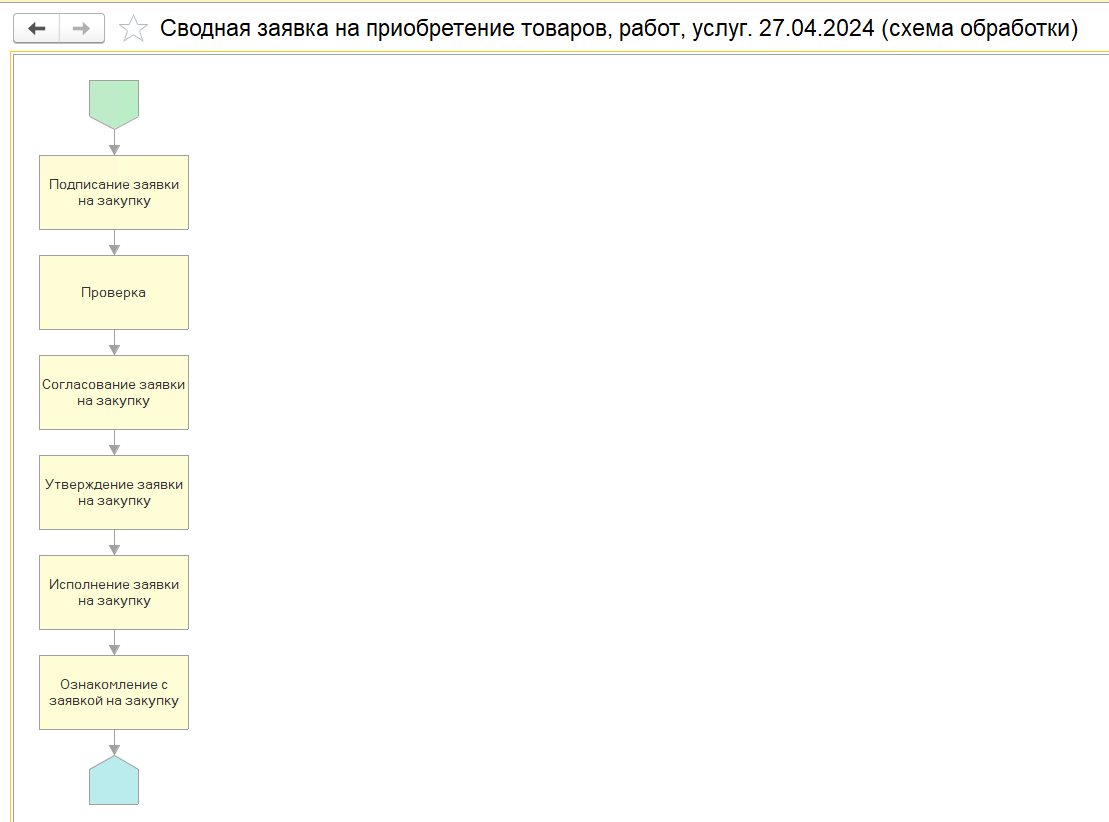 Сводная заявка на приобретение товаров, работ, услуг. 27.04.2024 (схема обработки)
Подписание заявки
на закупку
Проверка
Согласование заявки
на закупку
Утверждение заявки
на закупку
Исполнение заявки
на закупку
Ознакомление с
заявкой на закупку